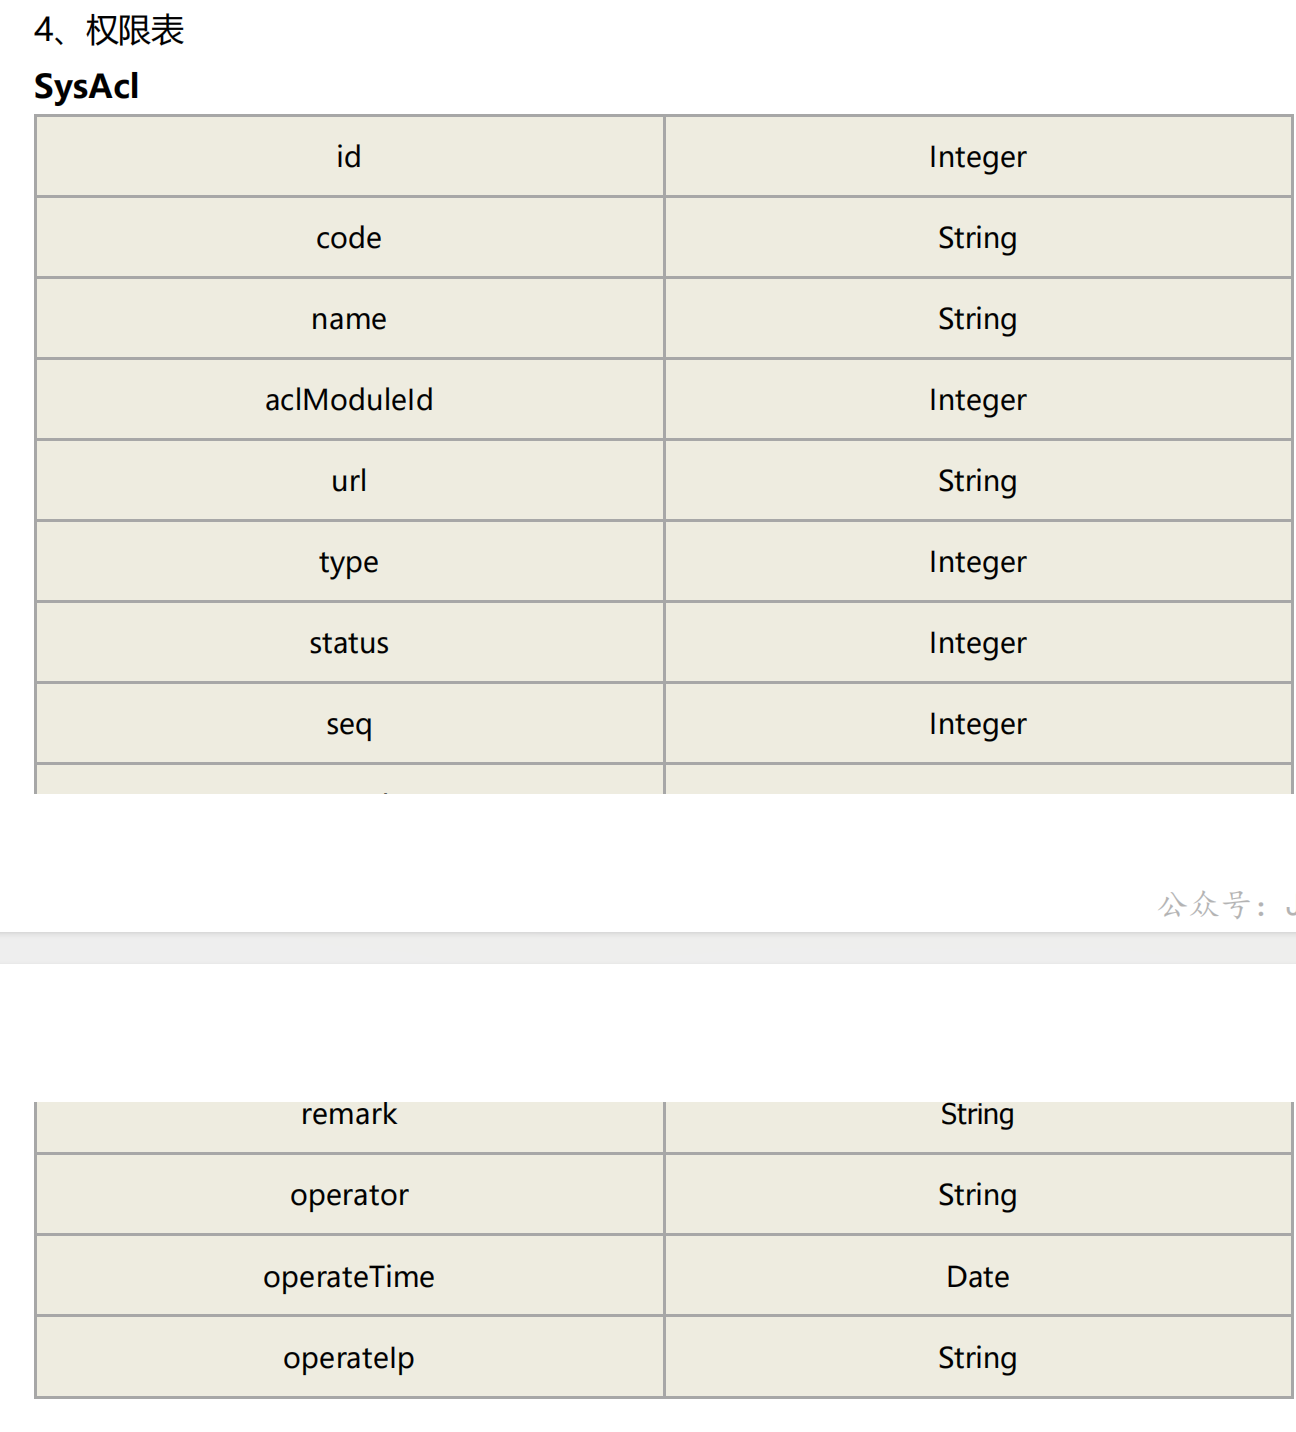 4、权限表
SysAcl
id Integer
code String
name String
aclModuleId Integer
url String
type Integer
status Integer
seq Integer
公众号：
remark String
operator String
operateTime Date
operateIp String